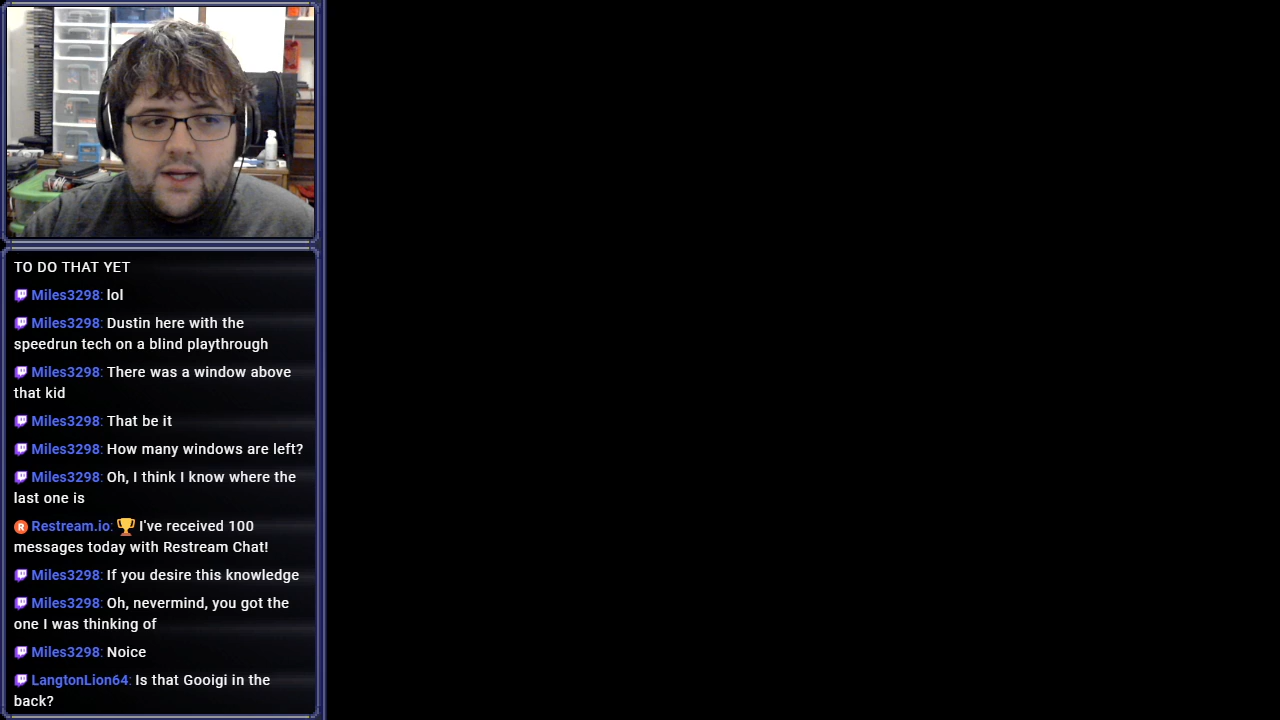 TO DO THAT YET
Miles3298: lol
Miles3298: Dustin here with the
speedrun tech on a blind playthrough
Miles3298: There was a window above
that kid
Miles3298: That be it
Miles3298: How many windows are left?
Miles3298: Oh, I think I know where the
last one is
Restream.io: 🏆 I've received 100
messages today with Restream Chat!
Miles3298: If you desire this knowledge
Miles3298: Oh, nevermind, you got the
one I was thinking of
Miles3298: Noice
LangtonLion64: Is that Gooigi in the
back?